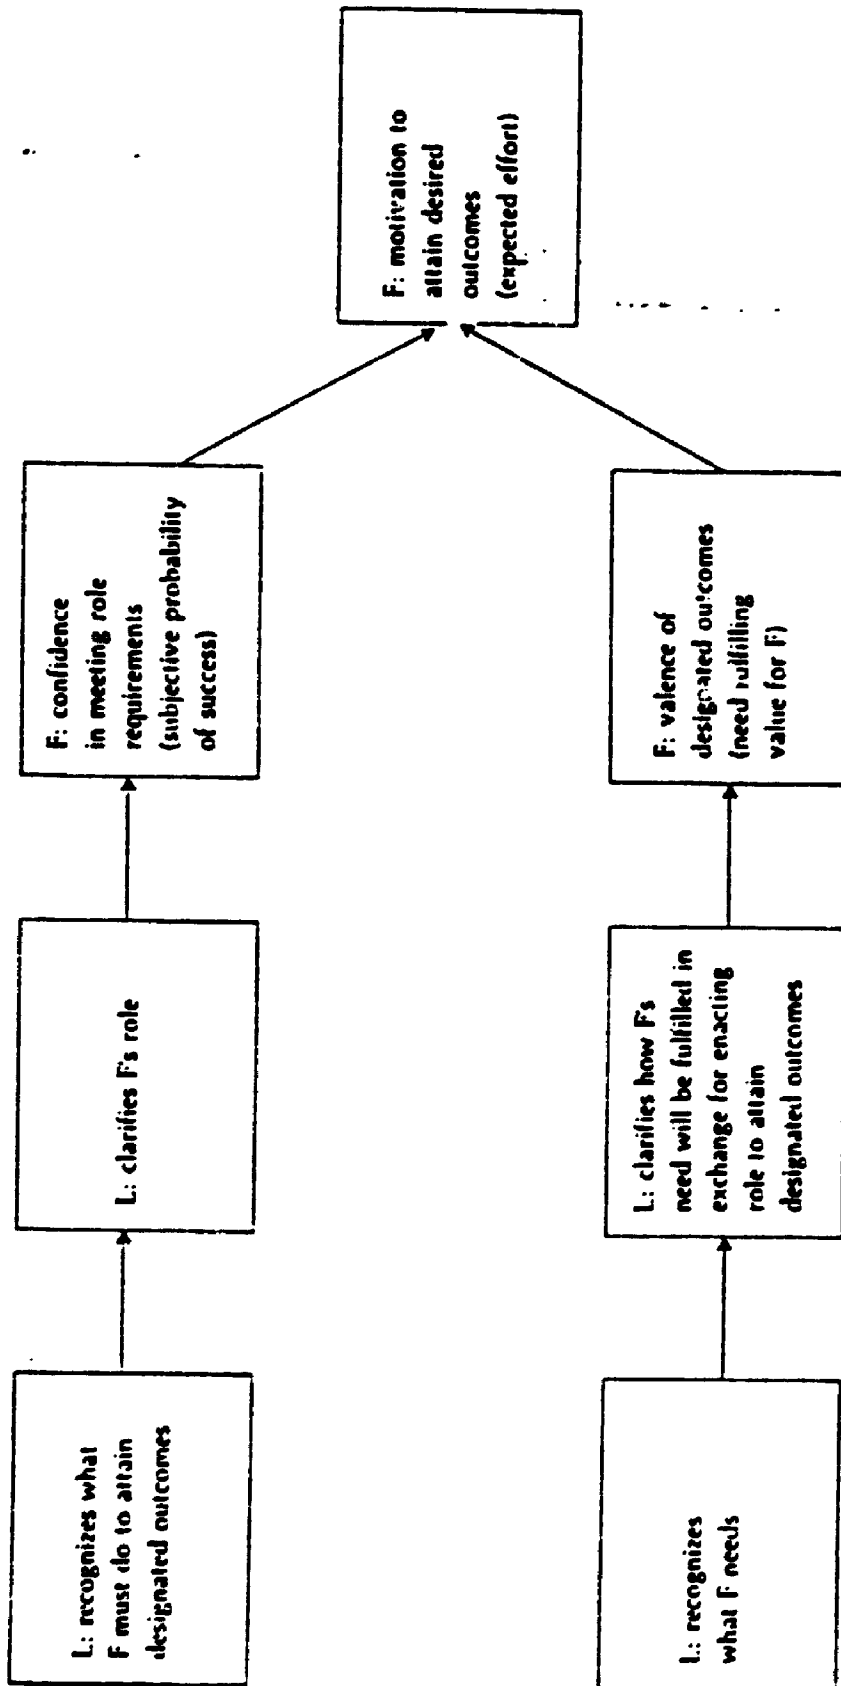 L: recognizes what
F must do to attain
designated outcomes
L: clarifies F's role
F: confidence
in meeting role
requirements
(subjective probability
of success)
F: motivation to
attain desired
outcomes
(expected effort)
L: recognizes
what F needs
L: clarifies how F's
need will be fulfilled in
exchange for enacting
role to attain
designated outcomes
F: valence of
designated outcomes
(need fulfilling
value for F)